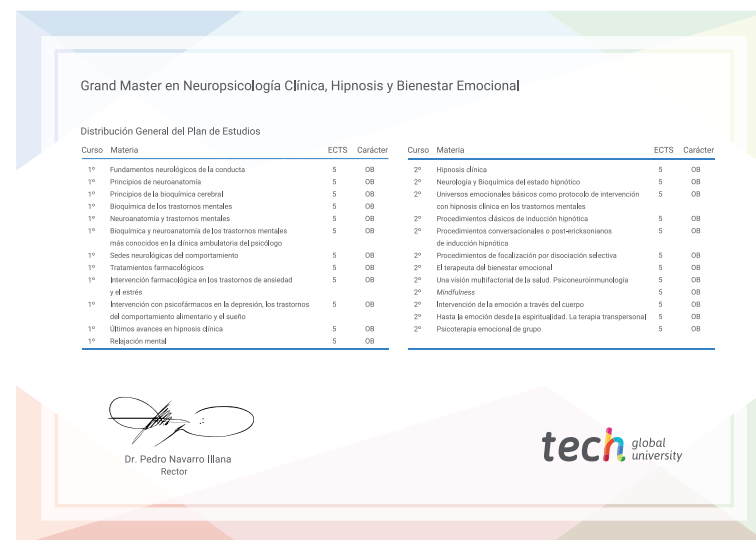 Grand Master en Neuropsicología Clínica, Hipnosis y Bienestar Emocional
Distribución General del Plan de Estudios
Curso Materia ECTS Carácter
1º Fundamentos neurológicos de la conducta 5 OB
1º Principios de neuroanatomía 5 OB
1º Principios de la bioquímica cerebral 5 OB
1º Bioquímica de los trastornos mentales 5 OB
1º Neuroanatomía y trastornos mentales 5 OB
1º Bioquímica y neuroanatomía de los trastornos mentales 5 OB
más conocidos en la clínica ambulatoria del psicólogo
1º Sedes neurológicas del comportamiento 5 OB
1º Tratamientos farmacológicos 5 OB
1º Intervención farmacológica en los trastornos de ansiedad 5 OB
y el estrés
1º Intervención con psicofármacos en la depresión, los trastornos 5 OB
del comportamiento alimentario y el sueño
1º Últimos avances en hipnosis clínica 5 OB
1º Relajación mental 5 OB
Curso Materia ECTS Carácter
2º Hipnosis clínica 5 OB
2º Neurología y Bioquímica del estado hipnótico 5 OB
2º Universos emocionales básicos como protocolo de intervención 5 OB
con hipnosis clínica en los trastornos mentales
2º Procedimientos clásicos de inducción hipnótica 5 OB
2º Procedimientos conversacionales o post-ericksonianos 5 OB
de inducción hipnótica
2º Procedimientos de focalización por disociación selectiva 5 OB
2º El terapeuta del bienestar emocional 5 OB
2º Una visión multifactorial de la salud. Psiconeuroinmunología 5 OB
2º Mindfulness 5 OB
2º Intervención de la emoción a través del cuerpo 5 OB
2º Hasta la emoción desde la espiritualidad. La terapia transpersonal 5 OB
2º Psicoterapia emocional de grupo 5 OB
Dr. Pedro Navarro Illana
Rector
tech global
university